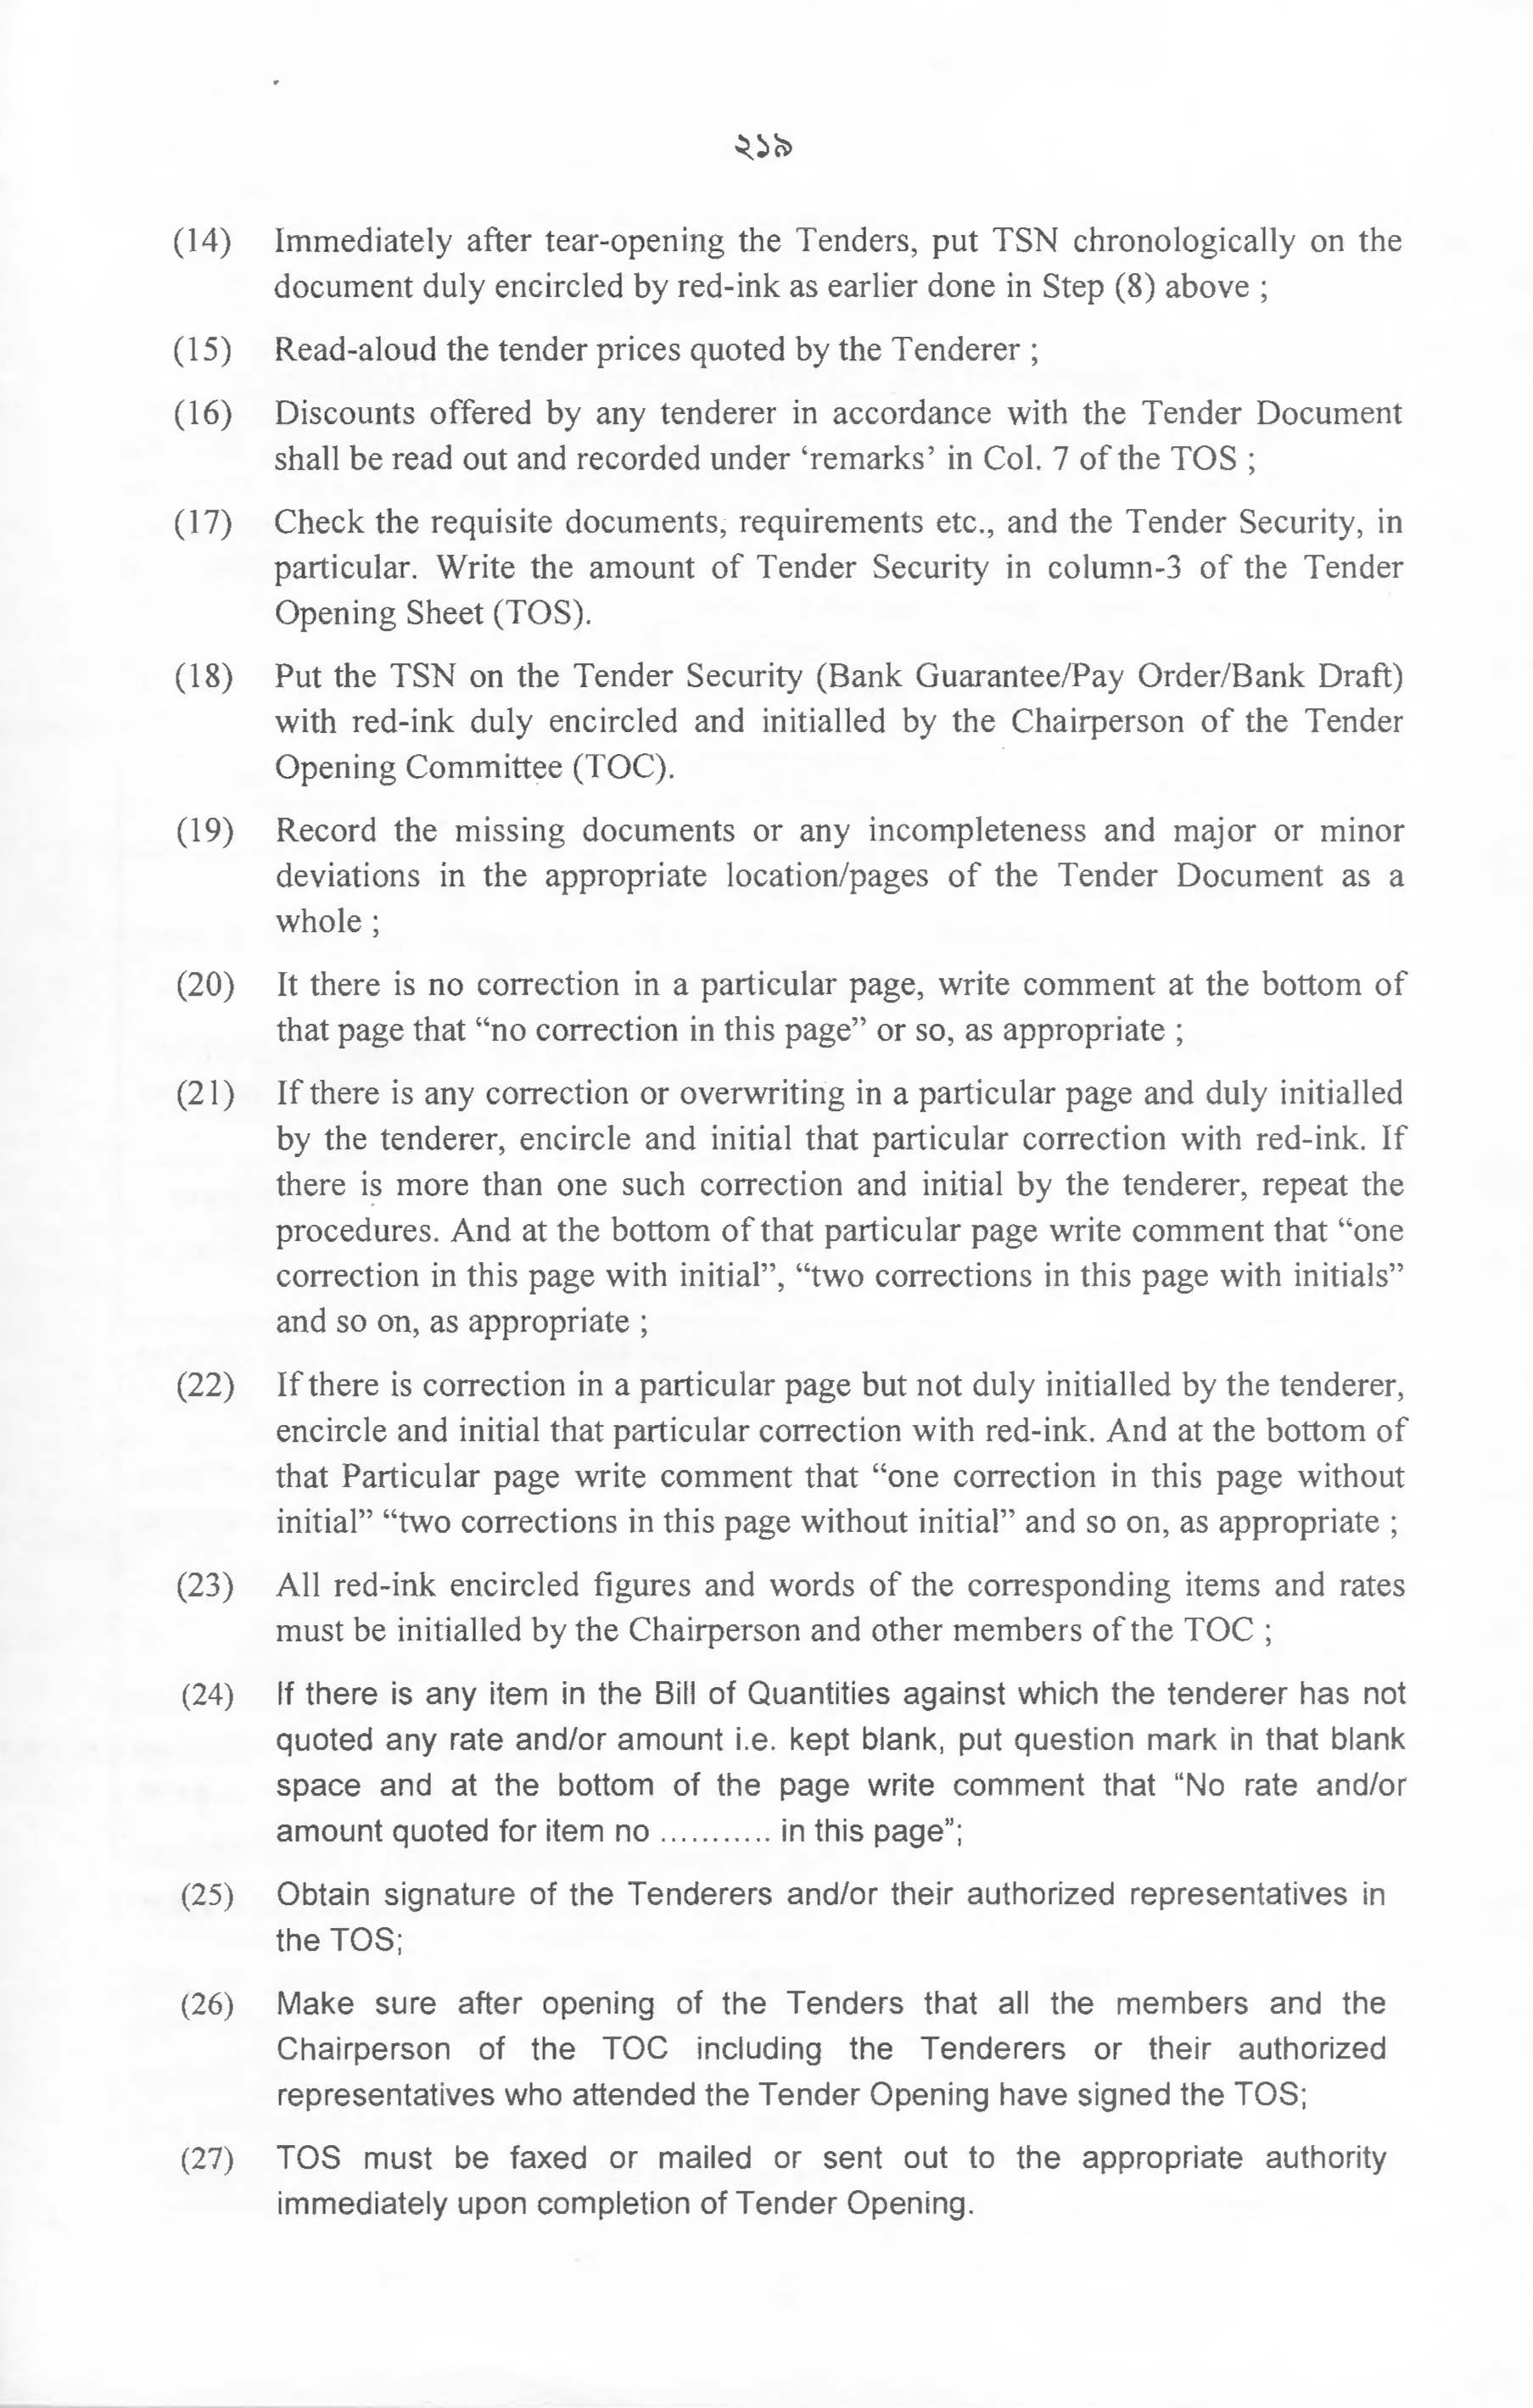 ২১৯
(14) Immediately after tear-opening the Tenders, put TSN chronologically on the
document duly encircled by red-ink as earlier done in Step (8) above ;
(15) Read-aloud the tender prices quoted by the Tenderer ;
(16) Discounts offered by any tenderer in accordance with the Tender Document
shall be read out and recorded under ‘remarks’ in Col. 7 of the TOS ;
(17) Check the requisite documents, requirements etc., and the Tender Security, in
particular. Write the amount of Tender Security in column-3 of the Tender
Opening Sheet (TOS).
(18) Put the TSN on the Tender Security (Bank Guarantee/Pay Order/Bank Draft)
with red-ink duly encircled and initialled by the Chairperson of the Tender
Opening Committee (TOC).
(19) Record the missing documents or any incompleteness and major or minor
deviations in the appropriate location/pages of the Tender Document as a
whole ;
(20) It there is no correction in a particular page, write comment at the bottom of
that page that “no correction in this page” or so, as appropriate ;
(21) If there is any correction or overwriting in a particular page and duly initialled
by the tenderer, encircle and initial that particular correction with red-ink. If
there is more than one such correction and initial by the tenderer, repeat the
procedures. And at the bottom of that particular page write comment that “one
correction in this page with initial”, “two corrections in this page with initials”
and so on, as appropriate ;
(22) If there is correction in a particular page but not duly initialled by the tenderer,
encircle and initial that particular correction with red-ink. And at the bottom of
that Particular page write comment that “one correction in this page without
initial” “two corrections in this page without initial” and so on, as appropriate ;
(23) All red-ink encircled figures and words of the corresponding items and rates
must be initialled by the Chairperson and other members of the TOC ;
(24) If there is any item in the Bill of Quantities against which the tenderer has not
quoted any rate and/or amount i.e. kept blank, put question mark in that blank
space and at the bottom of the page write comment that “No rate and/or
amount quoted for item no ........... in this page”;
(25) Obtain signature of the Tenderers and/or their authorized representatives in
the TOS;
(26) Make sure after opening of the Tenders that all the members and the
Chairperson of the TOC including the Tenderers or their authorized
representatives who attended the Tender Opening have signed the TOS;
(27) TOS must be faxed or mailed or sent out to the appropriate authority
immediately upon completion of Tender Opening.